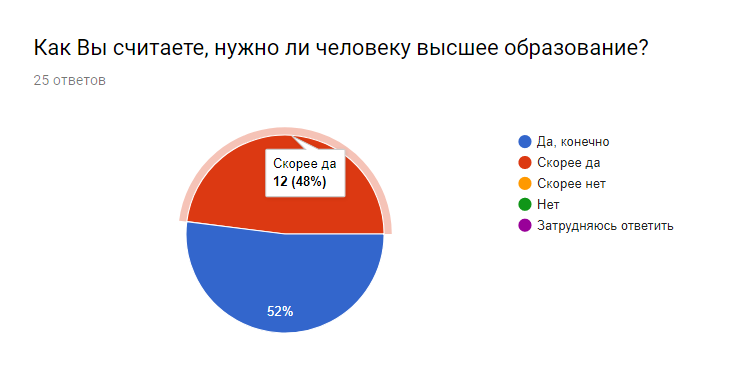 Как Вы считаете, нужно ли человеку высшее образование?
25 ответов
Скорее да
12 (48%)
52%
Да, конечно
Скорее да
Скорее нет
Нет
Затрудняюсь ответить